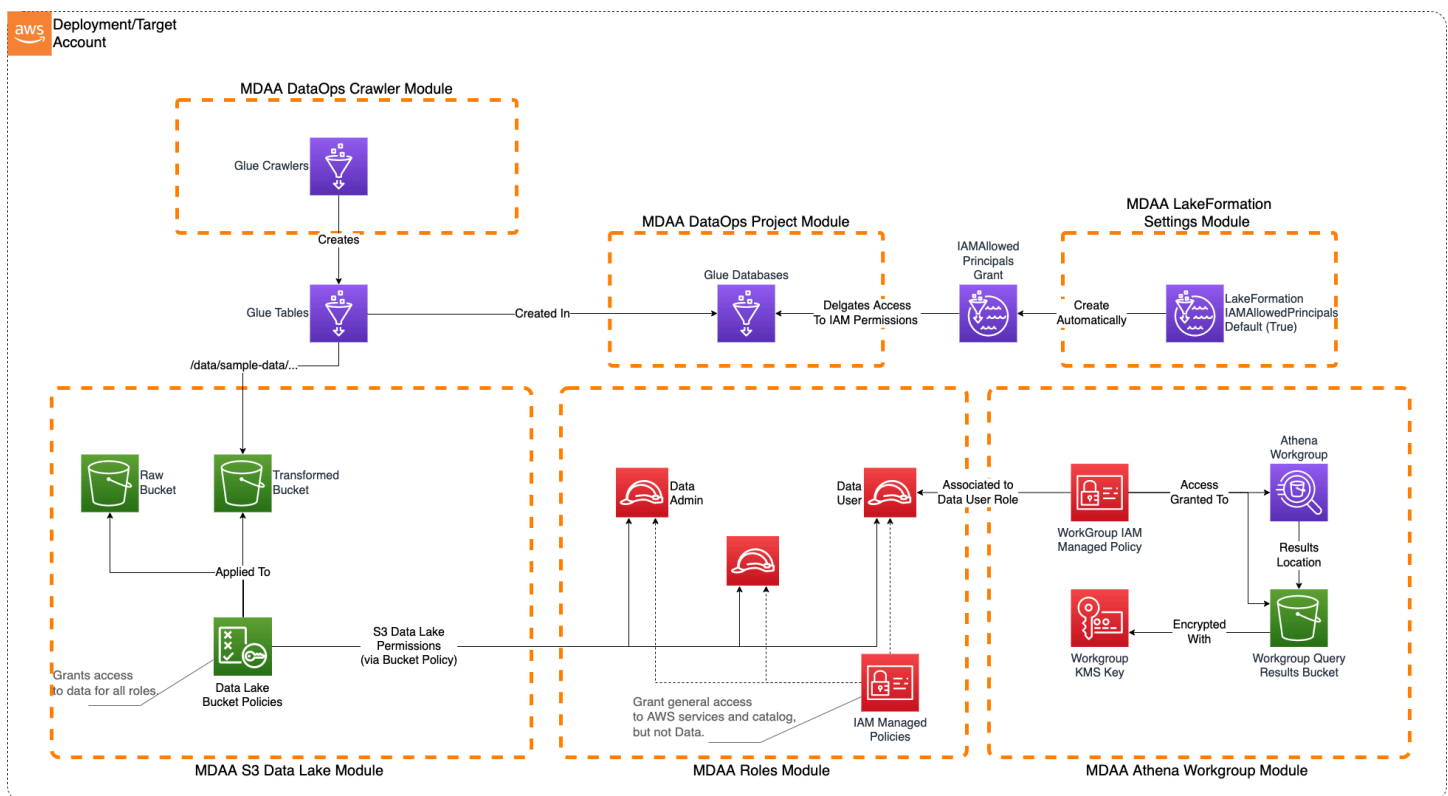 aws
Deployment/Target
Account
MDAA DataOps Crawler Module
Glue Crawlers
Creates
Glue Tables
/data/sample-data/...
Created In
MDAA DataOps Project Module
Glue Databases
Delgates Access
To IAM Permissions
IAMAllowed
Principals
Grant
Create
Automatically
MDAA LakeFormation
Settings Module
LakeFormation
IAMAllowedPrincipals
Default (True)
Raw
Bucket
Transformed
Bucket
Applied To
Grants access
to data for all roles.
Data Lake
Bucket Policies
MDAA S3 Data Lake Module
S3 Data Lake
Permissions
(via Bucket Policy)
Data
Admin
Data
User
Grant general access
to AWS services and catalog,
but not Data.
IAM Managed
Policies
MDAA Roles Module
Associated to
Data User Role
WorkGroup IAM
Managed Policy
Access
Granted To
Athena
Workgroup
Results
Location
Workgroup
KMS Key
Encrypted
With
Workgroup Query
Results Bucket
MDAA Athena Workgroup Module